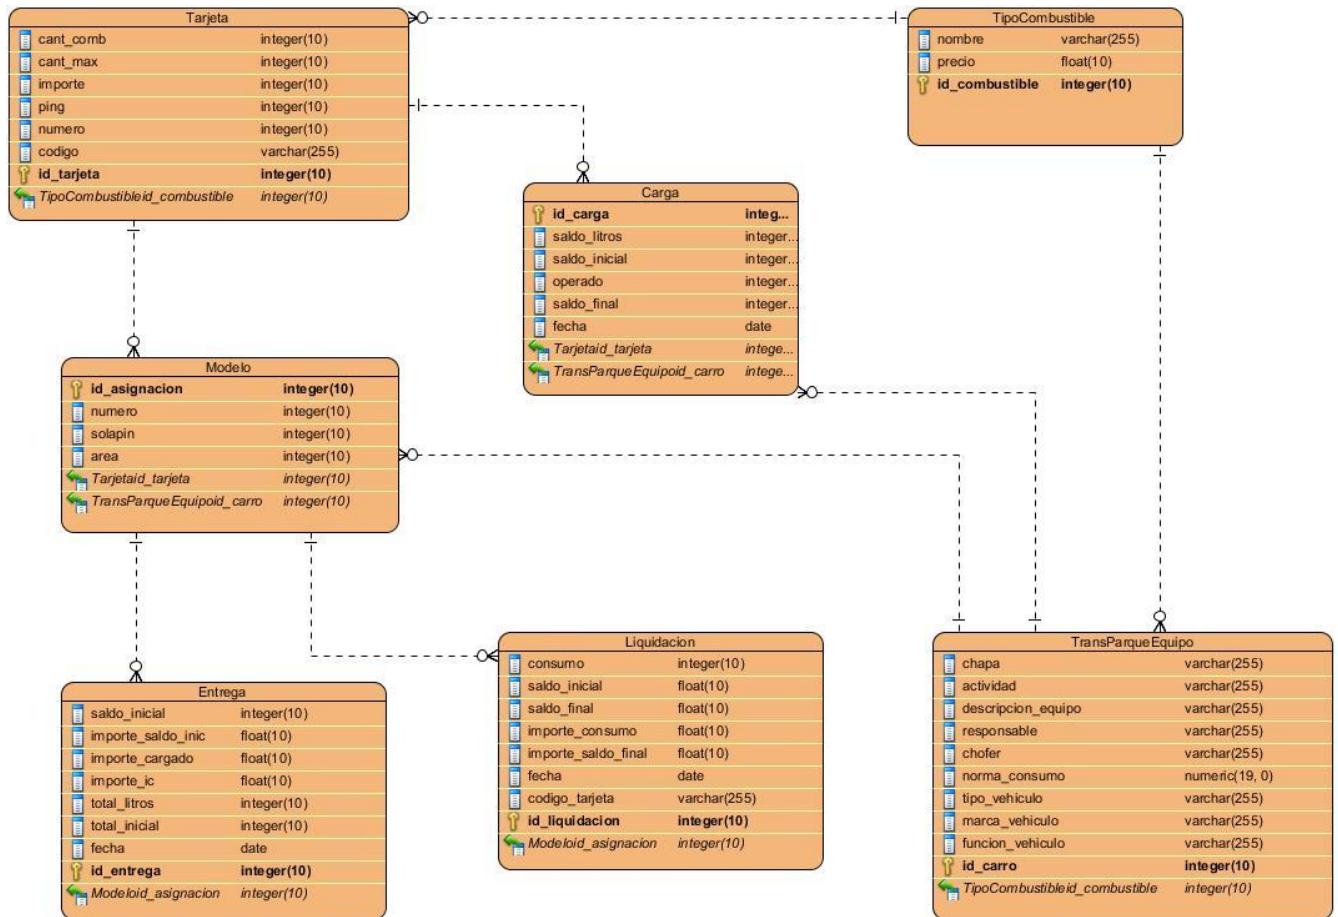 Tarjeta
cant_comb integer(10)
cant_max integer(10)
importe integer(10)
ping integer(10)
numero integer(10)
codigo varchar(255)
id_tarjeta integer(10)
TipoCombustibleid_combustible integer(10)
TipoCombustible
nombre varchar(255)
precio float(10)
id_combustible integer(10)
Carga
id_carga integ...
saldo_litros integer...
saldo_inicial integer...
operado integer...
saldo_final integer...
fecha date
Tarjetaid_tarjeta intege...
TransParqueEquipoid_carro intege...
Modelo
id_asignacion integer(10)
numero integer(10)
solapin integer(10)
area integer(10)
Tarjetaid_tarjeta integer(10)
TransParqueEquipoid_carro integer(10)
Entrega
saldo_inicial integer(10)
importe_saldo_inic float(10)
importe_cargado float(10)
importe_ic float(10)
total_litros integer(10)
total_inicial integer(10)
fecha date
id_entrega integer(10)
Modeloid_asignacion integer(10)
Liquidacion
consumo integer(10)
saldo_inicial float(10)
saldo_final float(10)
importe_consumo float(10)
importe_saldo_final float(10)
fecha date
codigo_tarjeta varchar(255)
id_liquidacion integer(10)
Modeloid_asignacion integer(10)
TransParqueEquipo
chapa varchar(255)
actividad varchar(255)
descripcion_equipo varchar(255)
responsable varchar(255)
chofer varchar(255)
norma_consumo numeric(19, 0)
tipo_vehiculo varchar(255)
marca_vehiculo varchar(255)
funcion_vehiculo varchar(255)
id_carro integer(10)
TipoCombustibleid_combustible integer(10)